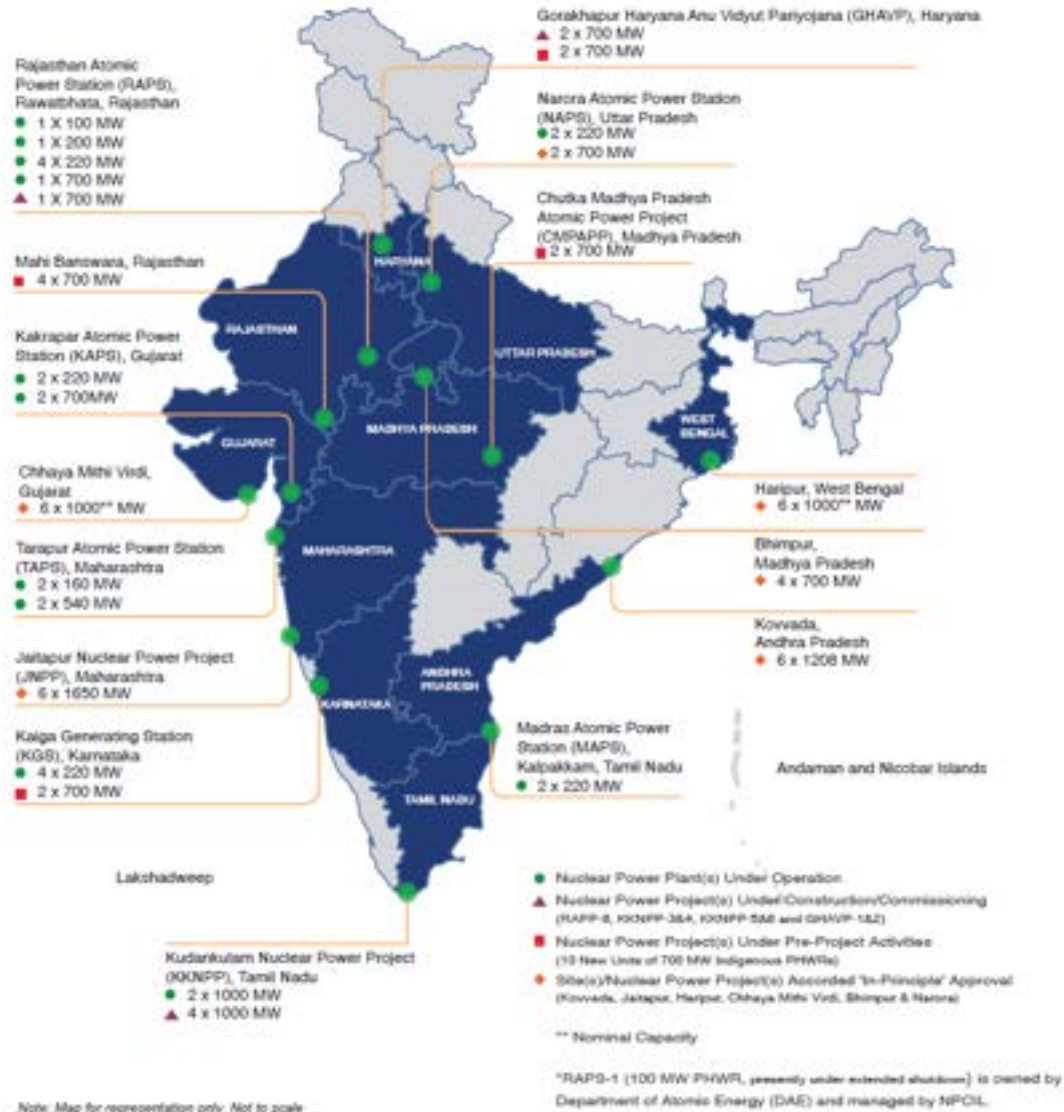 Gorakhapur Haryana Anu Vidyut Pariyojana (GHAVP), Haryana
2 x 700 MW
2 x 700 MW
Rajasthan Atomic
Power Station (RAPS),
Rawatbhata, Rajasthan
1 X 100 MW
1 X 200 MW
4 X 220 MW
1 X 700 MW
1 X 700 MW
Narora Atomic Power Station
(NAPS), Uttar Pradesh
2 x 220 MW
2 x 700 MW
Chutka Madhya Pradesh
Atomic Power Project
(CMPAPP), Madhya Pradesh
2 x 700 MW
Mahi Banswara, Rajasthan
4 x 700 MW
Kakrapar Atomic Power
Station (KAPS), Gujarat
2 x 220 MW
2 x 700MW
Chhaya Mithi Virdi,
Gujarat
6 x 1000** MW
Tarapur Atomic Power Station
(TAPS), Maharashtra
2 x 160 MW
2 x 540 MW
Jaitapur Nuclear Power Project
(JNPP), Maharashtra
6 x 1650 MW
Kaiga Generating Station
(KGS), Karnataka
4 x 220 MW
2 x 700 MW
HARYANA
RAJASTHAN
UTTAR PRADESH
MADHYA PRADESH
GUJARAT
WEST
BENGAL
MAHARASHTRA
ANDHRA
PRADESH
KARNATAKA
TAMIL NADU
Haripur, West Bengal
6 x 1000** MW
Bhimpur,
Madhya Pradesh
4 x 700 MW
Kovvada,
Andhra Pradesh
6 x 1208 MW
Madras Atomic Power
Station (MAPS),
Kalpakkam, Tamil Nadu
2 x 220 MW
Andaman and Nicobar Islands
Lakshadweep
Kudankulam Nuclear Power Project
(KKNPP), Tamil Nadu
2 x 1000 MW
4 x 1000 MW
Nuclear Power Plant(s) Under Operation
Nuclear Power Project(s) Under Construction/Commissioning
(RAPP-8, KKNPP-3&4, KKNPP-5&6 and GHAVP-1&2)
Nuclear Power Project(s) Under Pre-Project Activities
(10 New Units of 700 MW Indigenous PHWRs)
Site(s)/Nuclear Power Project(s) Accorded 'In-Principle' Approval
(Kovvada, Jaitapur, Haripur, Chhaya Mithi Virdi, Bhimpur & Narora)
** Nominal Capacity
*RAPS-1 (100 MW PHWR, presently under extended shutdown) is owned by
Department of Atomic Energy (DAE) and managed by NPCIL.
Note: Map for representation only. Not to scale